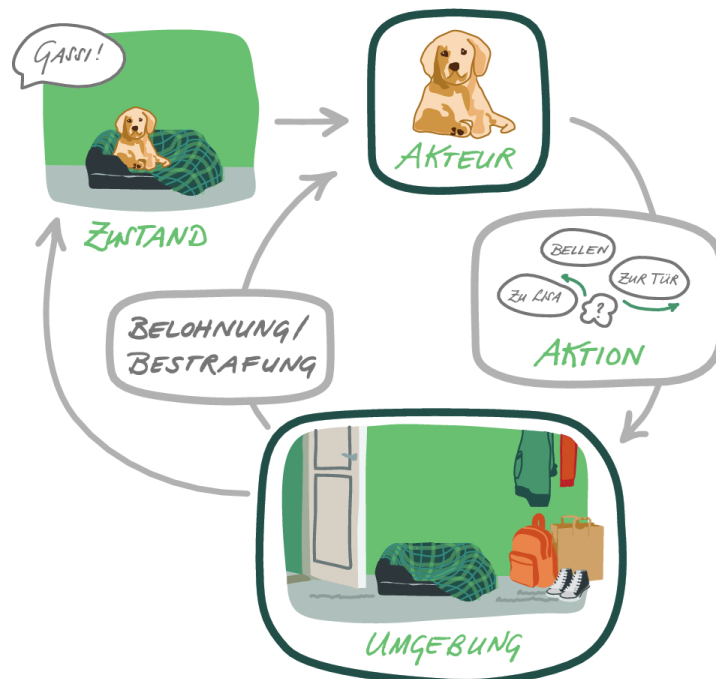 GASSI!
ZUSTAND
AKTEUR
BELLEN
ZUR TÜR
ZU LISA
?
AKTION
BELOHNUNG/
BESTRAFUNG
UMGEBUNG